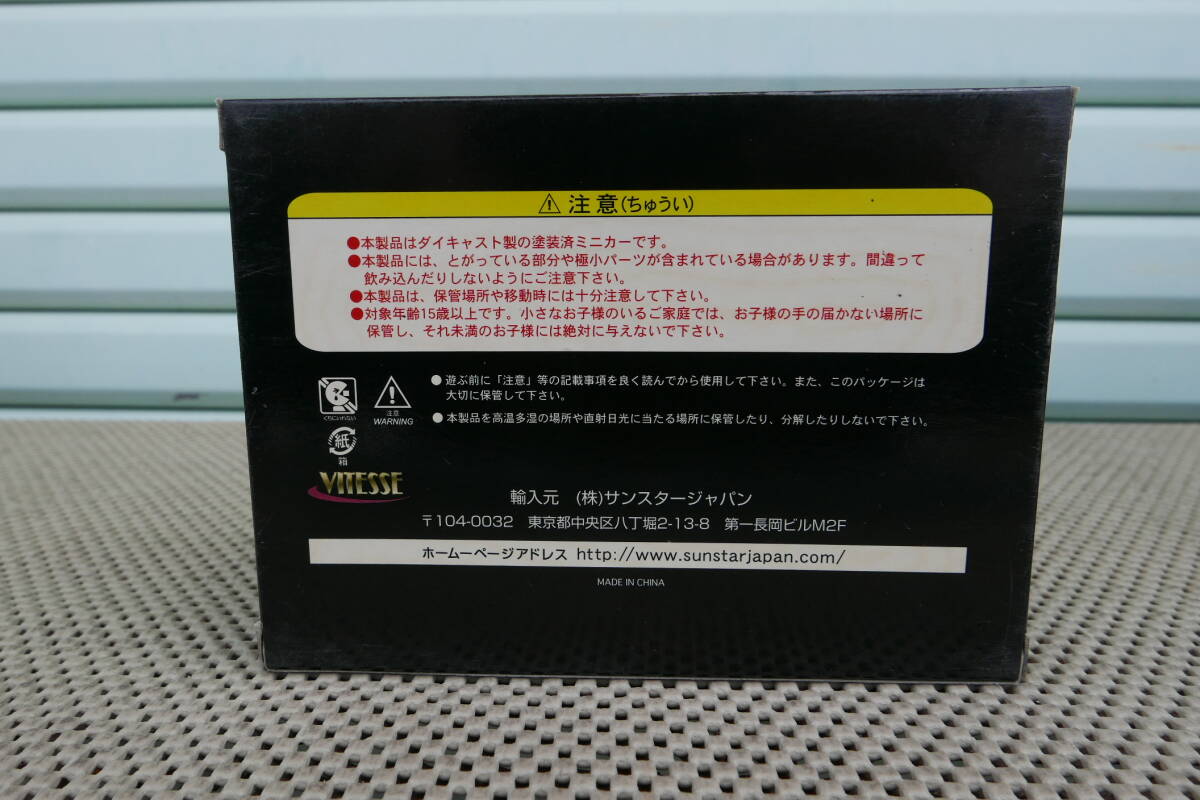 注意(ちゅうい)
●本製品はダイキャスト製の塗装済ミニカーです。
●本製品には、とがっている部分や極小パーツが含まれている場合があります。間違って
飲み込んだりしないようにご注意下さい。
●本製品は、保管場所や移動時には十分注意して下さい。
●対象年齢15歳以上です。小さなお子様のいるご家庭では、お子様の手の届かない場所に
保管し、それ未満のお子様には絶対に与えないで下さい。
くちにいれない
注意
WARNING
●遊ぶ前に「注意」等の記載事項を良く読んでから使用して下さい。また、このパッケージは
大切に保管して下さい。
●本製品を高温多湿の場所や直射日光に当たる場所に保管したり、分解したりしないで下さい。
紙
箱
VITESSE
輸入元 (株)サンスタージャパン
〒104-0032 東京都中央区八丁堀2-13-8 第一長岡ビルM2F
ホームーページアドレス http://www.sunstarjapan.com/
MADE IN CHINA